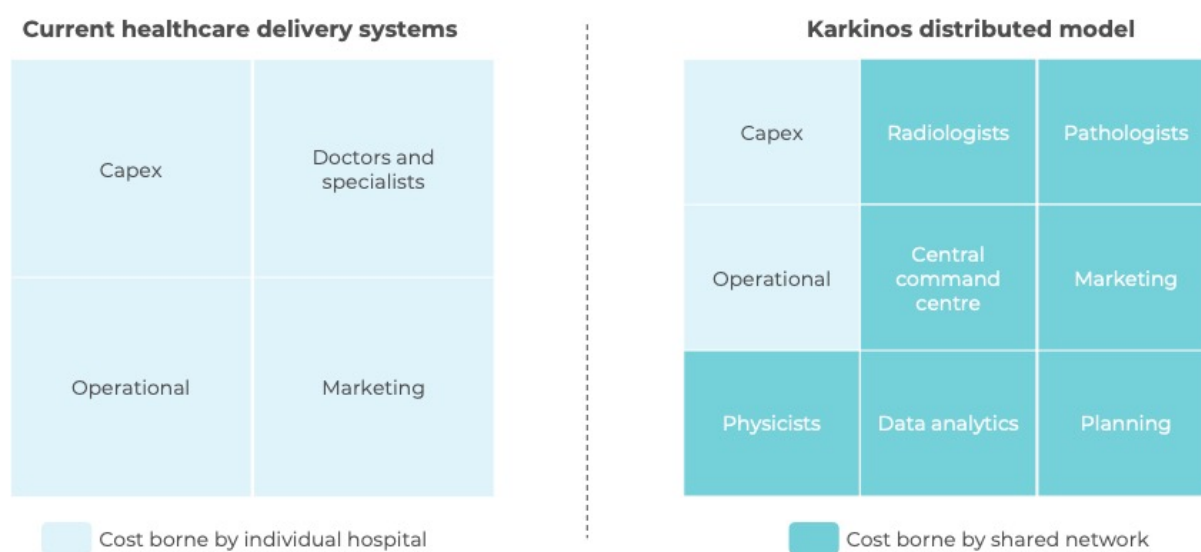 Current healthcare delivery systems
Capex
Doctors and
specialists
Operational
Marketing
Cost borne by individual hospital
Karkinos distributed model
Capex
Radiologists
Pathologists
Operational
Central
command
centre
Marketing
Physicists
Data analytics
Planning
Cost borne by shared network